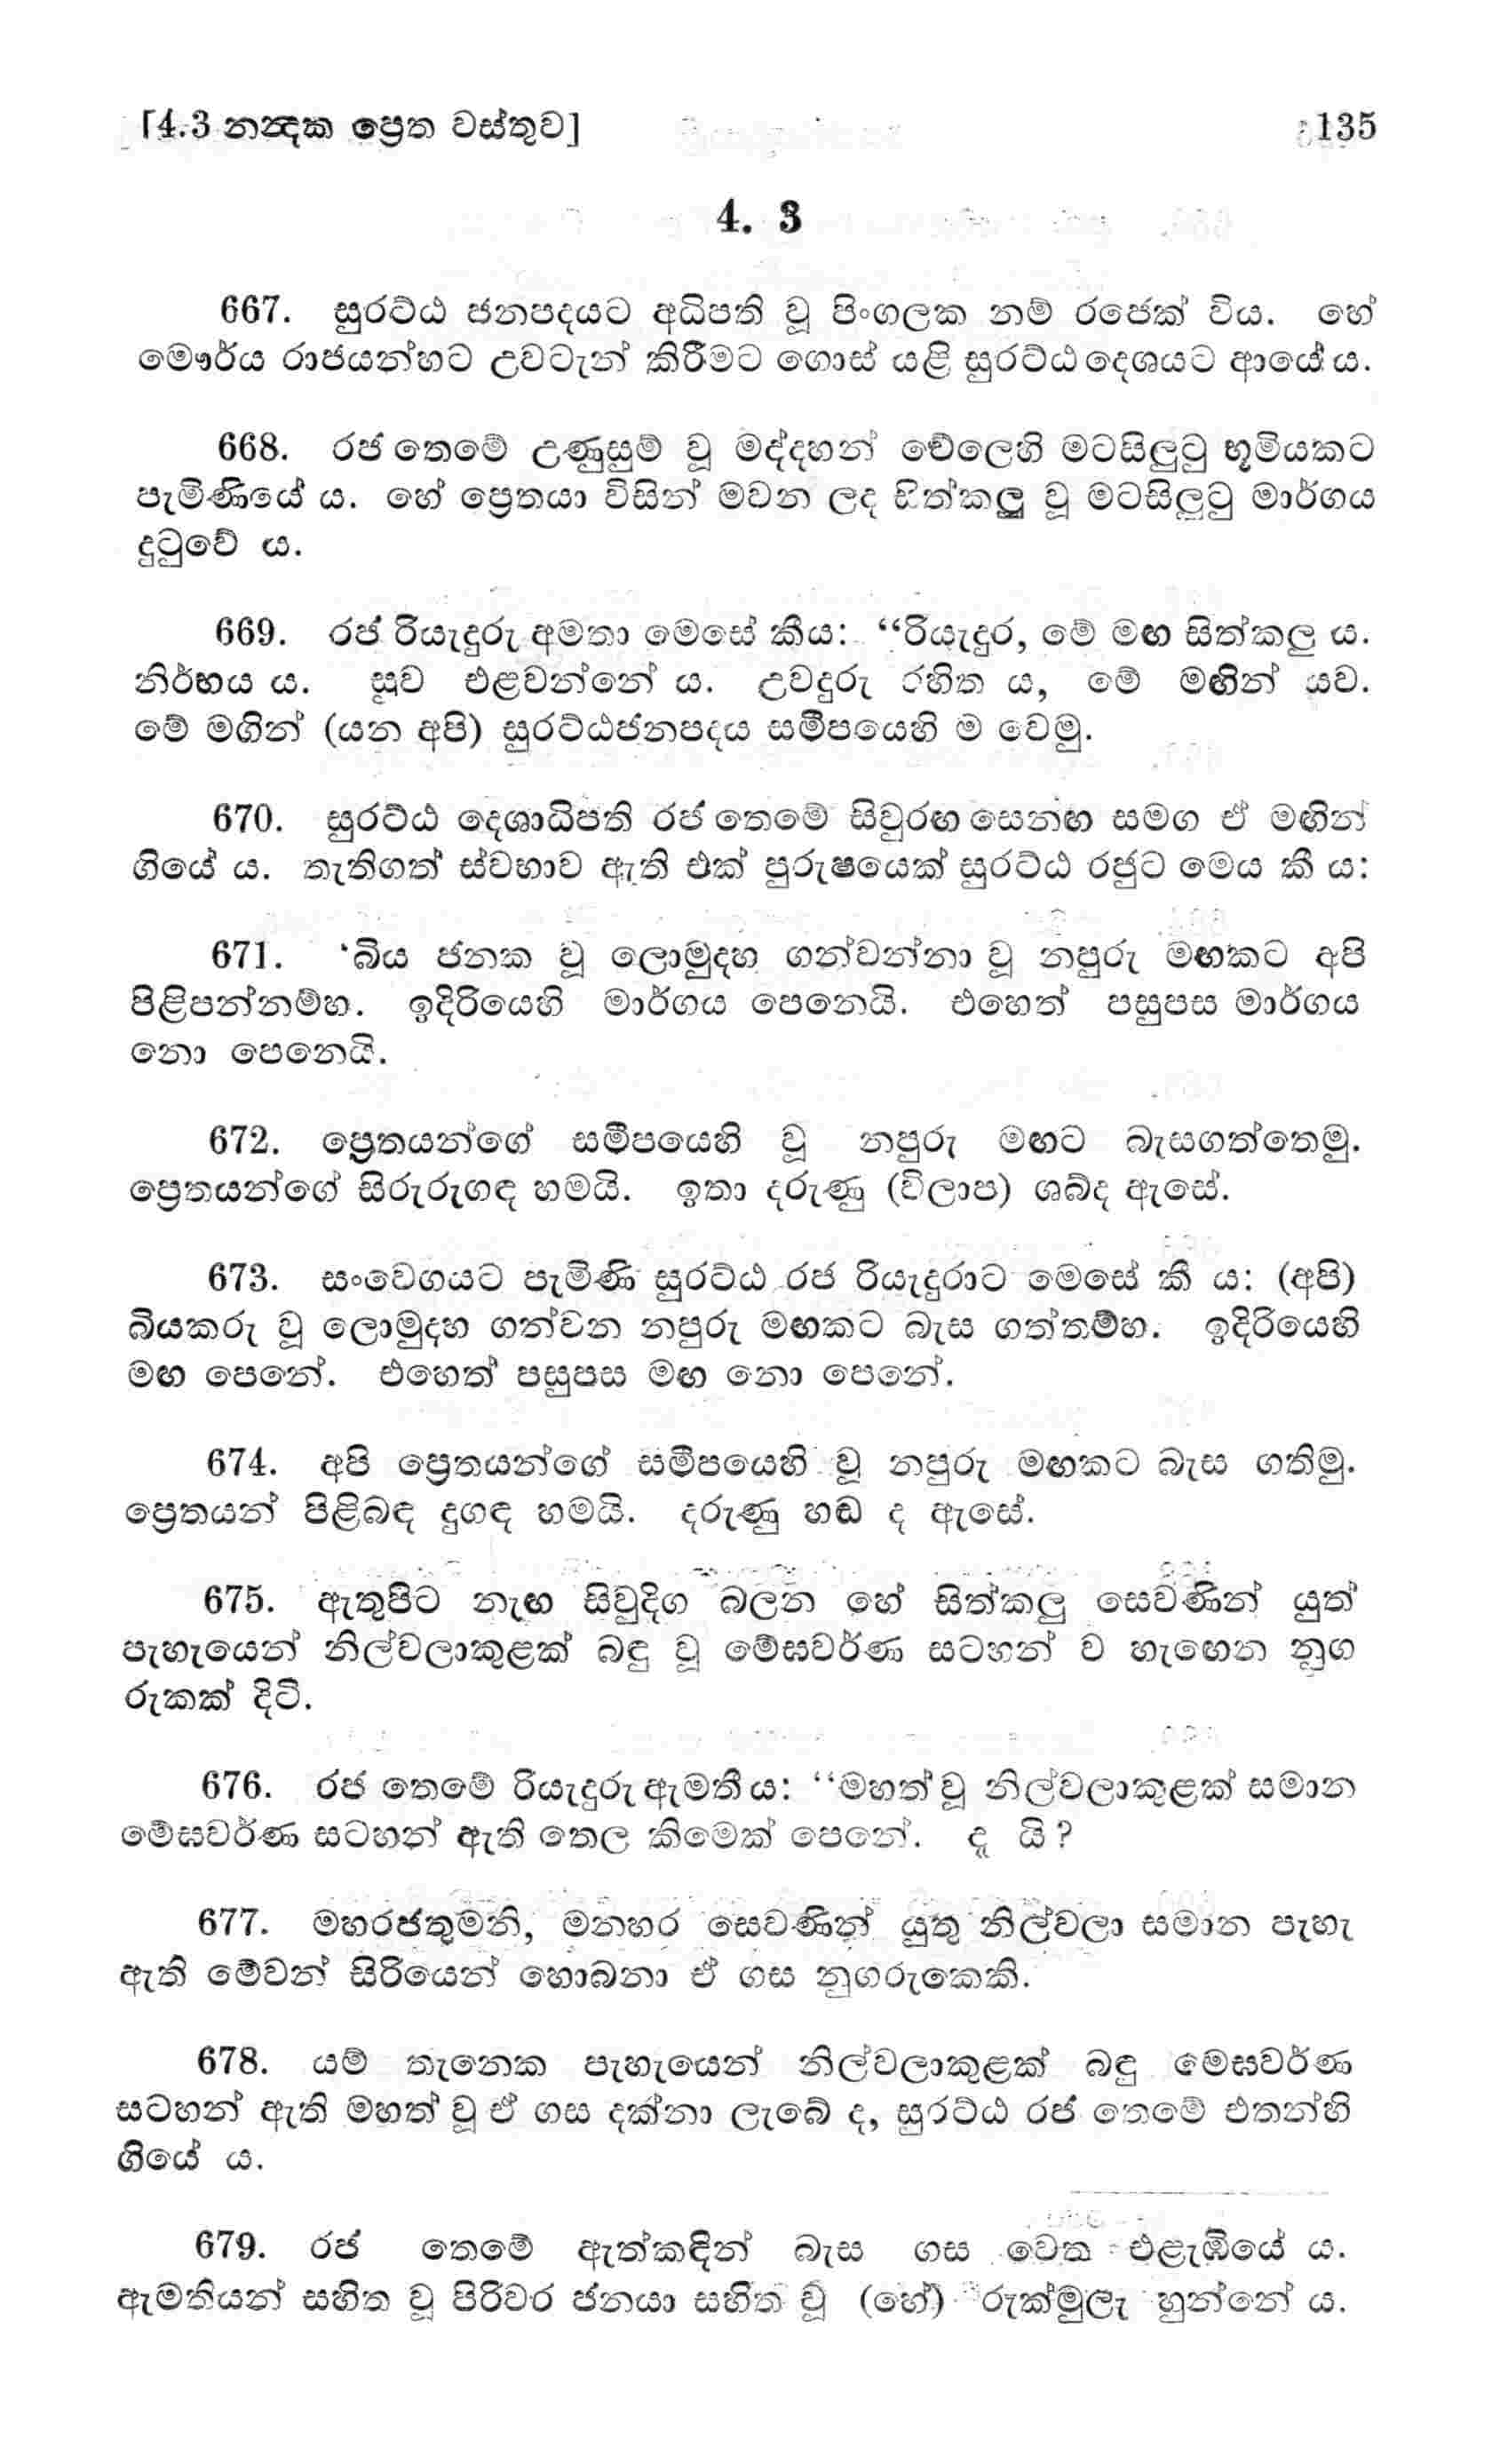 [4.3 නන්දක ප්‍රෙත වස්තුව] 135
4. 3
667. සුරට්ඨ ජනපදයට අධිපති වූ පිංගලක නම් රජෙක් විය. හේ
මෞර්ය රාජයන්හට උවටැන් කිරීමට ගොස් යළි සුරට්ඨ දෙශයට ආයේය.
668. රජ තෙමේ උණුසුම් වූ මද්දහන් වේලෙහි මටසිලුටු භූමියකට
පැමිණියේ ය. හේ ප්‍රෙතයා විසින් මවන ලද සිත්කලු වූ මටසිලුටු මාර්ගය
දුටුවේ ය.
669. රජ රියැදුරු අමතා මෙසේ කීය: “රියැදුර, මේ මඟ සිත්කලු ය.
නිර්භය ය. සුව එළවන්නේ ය. උවදුරු රහිත ය, මේ මඟින් යව.
මේ මගින් (යන අපි) සුරට්ඨජනපදය සමීපයෙහි ම වෙමු.
670. සුරට්ඨ දෙශාධිපති රජ තෙමේ සිවුරඟ සෙනඟ සමග ඒ මඟින්
ගියේ ය. තැතිගත් ස්වභාව ඇති එක් පුරුෂයෙක් සුරට්ඨ රජුට මෙය කී ය:
671. ‘බිය ජනක වූ ලොමුදහ ගන්වන්නා වූ නපුරු මඟකට අපි
පිළිපන්නම්හ. ඉදිරියෙහි මාර්ගය පෙනෙයි. එහෙත් පසුපස මාර්ගය
නො පෙනෙයි.
672. ප්‍රෙතයන්ගේ සමීපයෙහි වූ නපුරු මඟට බැසගත්තෙමු.
ප්‍රෙතයන්ගේ සිරුරුගඳ හමයි. ඉතා දරුණු (විලාප) ශබ්ද ඇසේ.
673. සංවෙගයට පැමිණි සුරට්ඨ රජ රියැදුරාට මෙසේ කී ය: (අපි)
බියකරු වූ ලොමුදහ ගන්වන නපුරු මඟකට බැස ගත්තම්හ. ඉදිරියෙහි
මඟ පෙනේ. එහෙත් පසුපස මඟ නො පෙනේ.
674. අපි ප්‍රෙතයන්ගේ සමීපයෙහි වූ නපුරු මඟකට බැස ගතිමු.
ප්‍රෙතයන් පිළිබඳ දුගඳ හමයි. දරුණු හඬ ද ඇසේ.
675. ඇතුපිට නැඟ සිවුදිග බලන හේ සිත්කලු සෙවණින් යුත්
පැහැයෙන් නිල්වලාකුළක් බඳු වූ මේඝවර්ණ සටහන් ව හැඟෙන නුග
රුකක් දිටි.
676. රජ තෙමේ රියැදුරු ඇමතීය: “මහත් වූ නිල්වලාකුළක් සමාන
මේඝවර්ණ සටහන් ඇති තෙල කිමෙක් පෙනේ. දැ යි?
677. මහරජතුමනි, මනහර සෙවණින් යුතු නිල්වලා සමාන පැහැ
ඇති මේවන් සිරියෙන් හොබනා ඒ ගස නුගරුකෙකි.
678. යම් තැනෙක පැහැයෙන් නිල්වලාකුළක් බඳු මෙඝවර්ණ
සටහන් ඇති මහත් වූ ඒ ගස දක්නා ලැබේ ද, සුරට්ඨ රජ තෙමේ එතන්හි
ගියේ ය.
679. රජ තෙමේ ඇත්කඳින් බැස ගස වෙත එළැඹියේ ය.
ඇමතියන් සහිත වූ පිරිවර ජනයා සහිත වූ (හේ) රුක්මුලැ හුන්නේ ය.